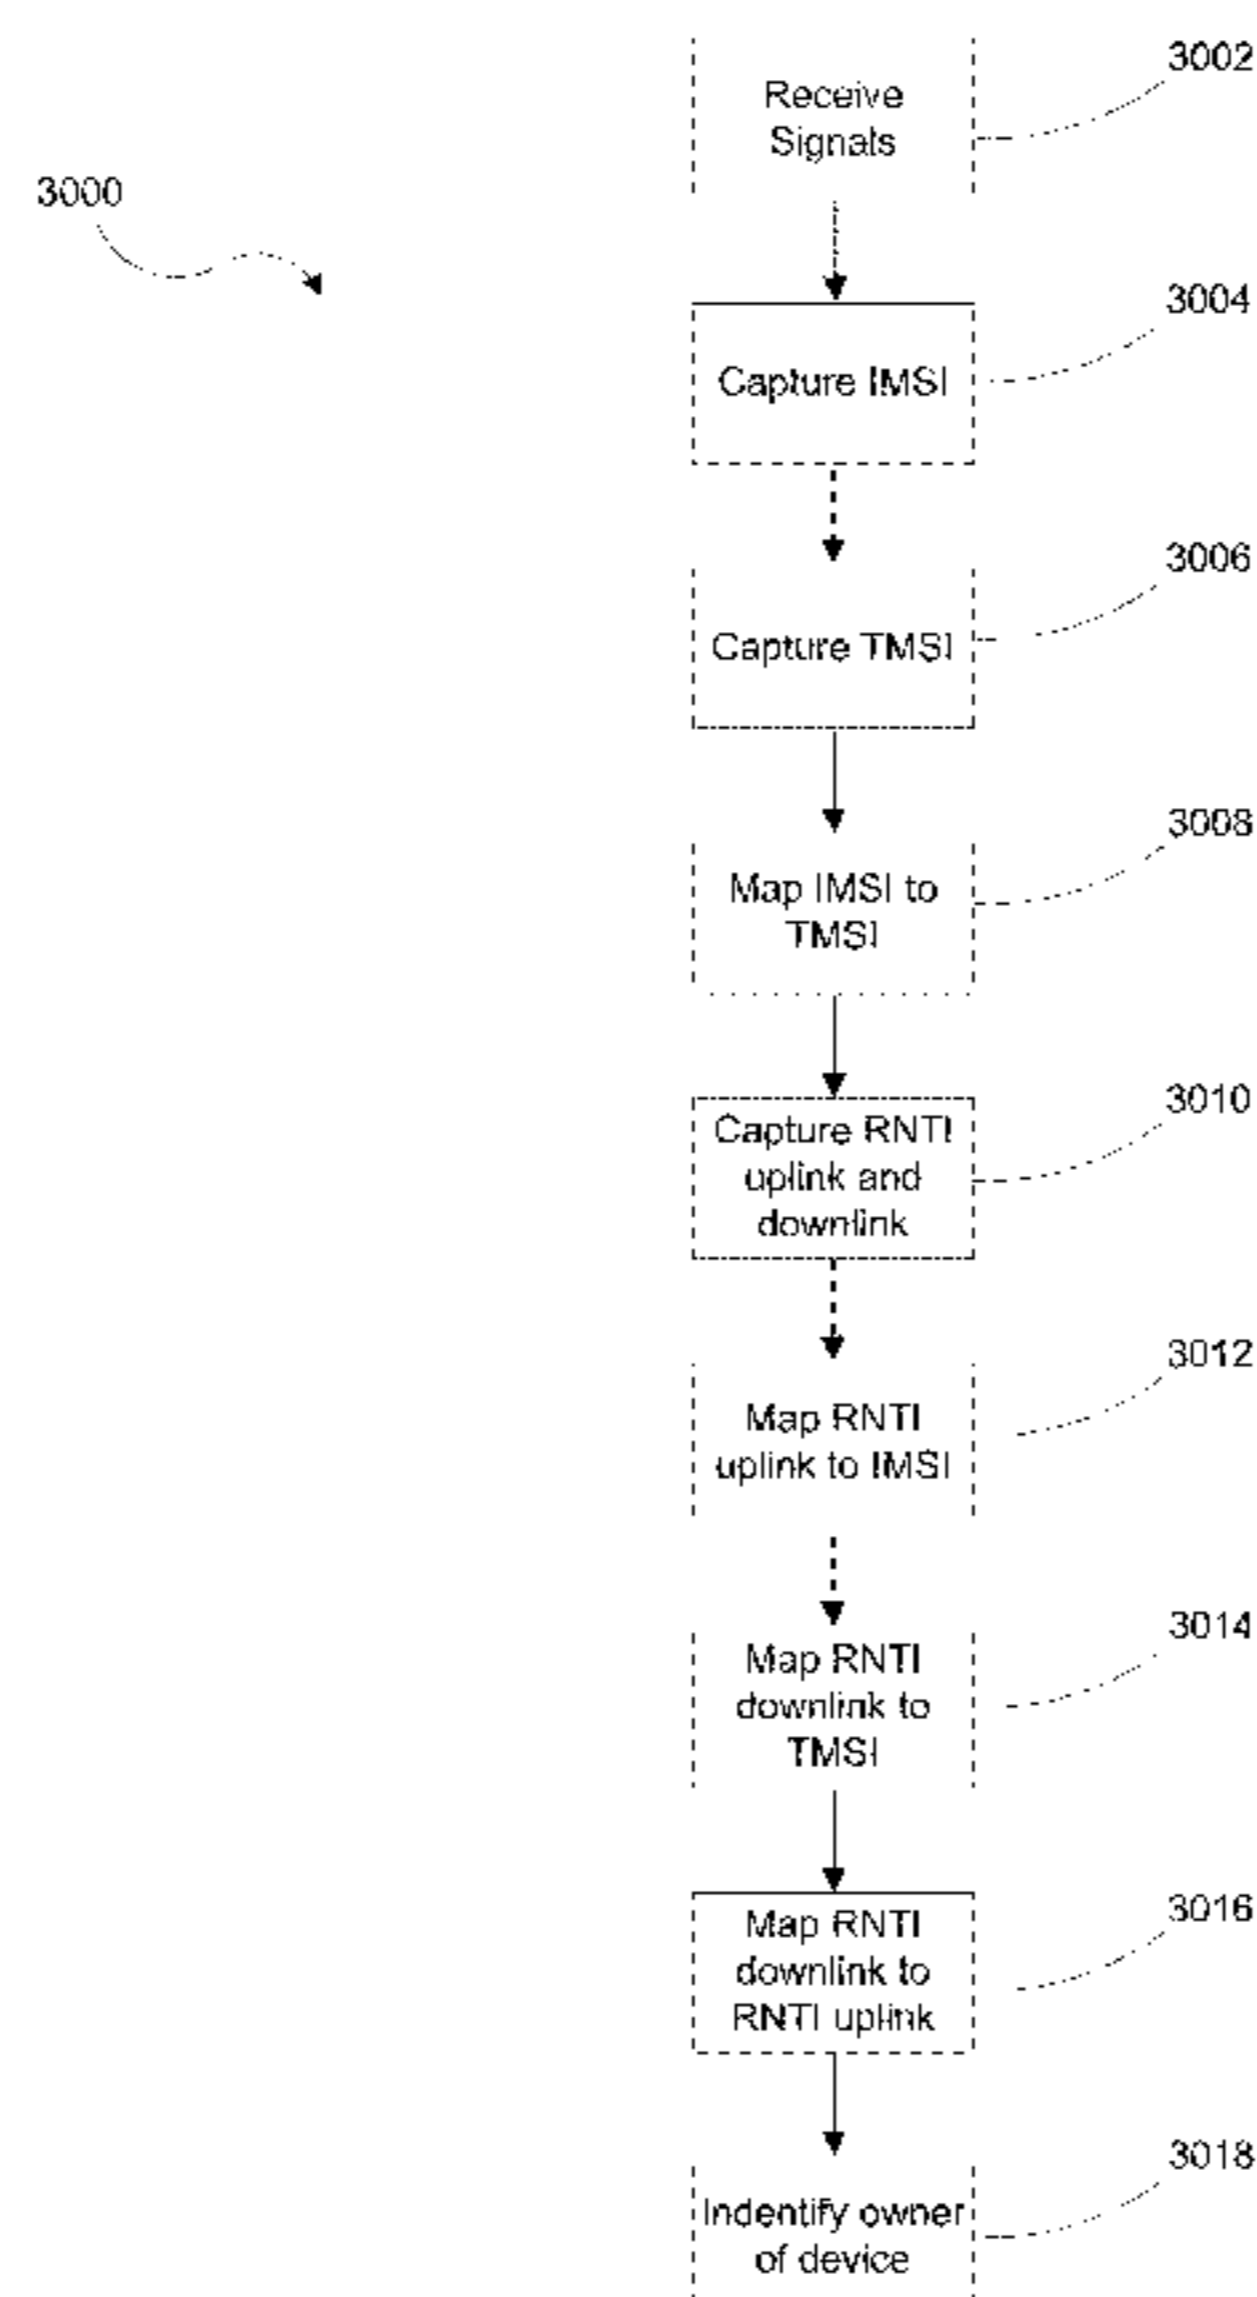 3002
Receive
Signals
3000
3004
Capture IMSI
3006
Capture TMSI
3008
Map IMSI to
TMSI
3010
Capture RNTI
uplink and
downlink
3012
Map RNTI
uplink to IMSI
3014
Map RNTI
downlink to
TMSI
3016
Map RNTI
downlink to
RNTI uplink
3018
Indentify owner
of device